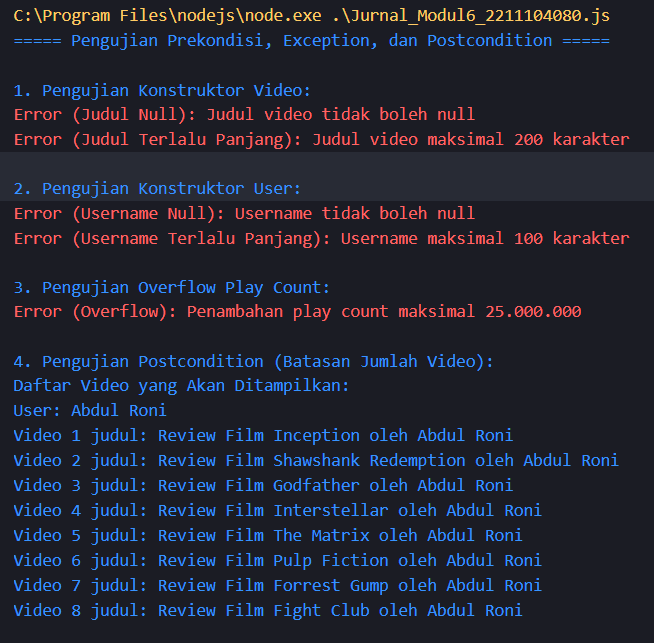 C:\Program Files\nodejs\node.exe .\Jurnal_Modul6_2211104080.js
===== Pengujian Prekondisi, Exception, dan Postcondition =====
1. Pengujian Konstruktor Video:
Error (Judul Null): Judul video tidak boleh null
Error (Judul Terlalu Panjang): Judul video maksimal 200 karakter
2. Pengujian Konstruktor User:
Error (Username Null): Username tidak boleh null
Error (Username Terlalu Panjang): Username maksimal 100 karakter
3. Pengujian Overflow Play Count:
Error (Overflow): Penambahan play count maksimal 25.000.000
4. Pengujian Postcondition (Batasan Jumlah Video):
Daftar Video yang Akan Ditampilkan:
User: Abdul Roni
Video 1 judul: Review Film Inception oleh Abdul Roni
Video 2 judul: Review Film Shawshank Redemption oleh Abdul Roni
Video 3 judul: Review Film Godfather oleh Abdul Roni
Video 4 judul: Review Film Interstellar oleh Abdul Roni
Video 5 judul: Review Film The Matrix oleh Abdul Roni
Video 6 judul: Review Film Pulp Fiction oleh Abdul Roni
Video 7 judul: Review Film Forrest Gump oleh Abdul Roni
Video 8 judul: Review Film Fight Club oleh Abdul Roni